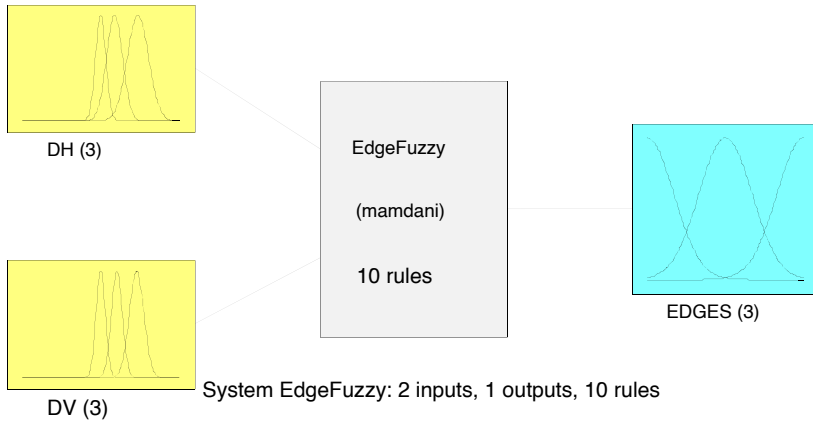 DH (3)
EdgeFuzzy
(mamdani)
10 rules
EDGES (3)
DV (3)
System EdgeFuzzy: 2 inputs, 1 outputs, 10 rules